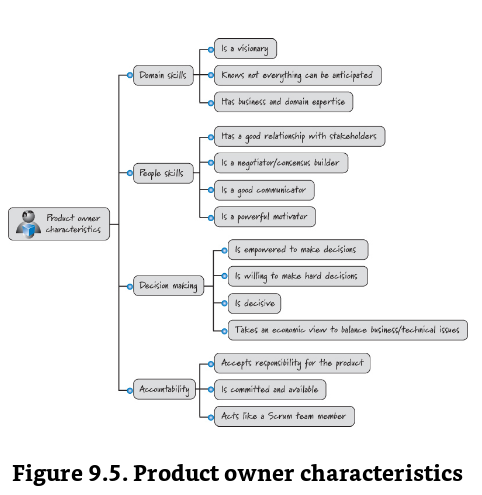 Is a visionary
Domain skills
Knows not everything can be anticipated
Has business and domain expertise
Has a good relationship with stakeholders
Is a negotiator/consensus builder
People skills
Is a good communicator
Is a powerful motivator
Product owner
characteristics
Is empowered to make decisions
Is willing to make hard decisions
Decision making
Is decisive
Takes an economic view to balance business/technical issues
Accepts responsibility for the product
Accountability
Is committed and available
Acts like a Scrum team member
Figure 9.5. Product owner characteristics